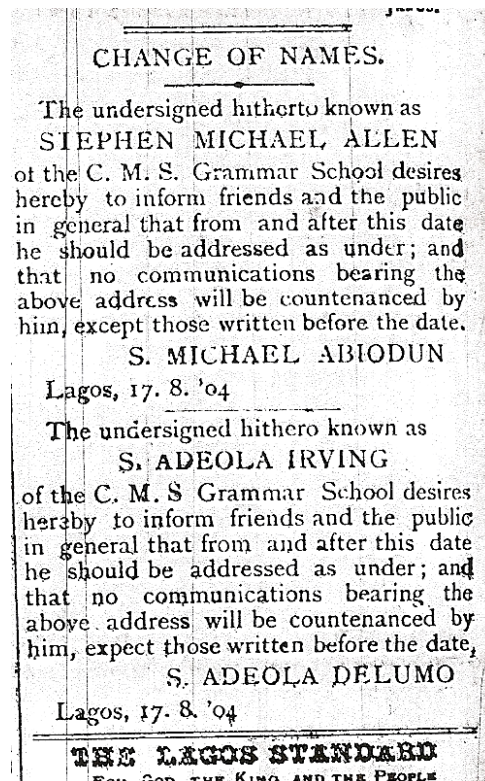 CHANGE OF NAMES.
The undersigned hitherto known as
STEPHEN MICHAEL ALLEN
of the C. M. S. Grammar School desires
hereby to inform friends and the public
in general that from and after this date
he should be addressed as under; and
that no communications bearing the
above address will be countenanced by
him, except those written before the date.
S. MICHAEL ABIODUN
Lagos, 17. 8. '04
The undersigned hithero known as
S. ADEOLA IRVING
of the C. M. S Grammar School desires
hereby to inform friends and the public
in general that from and after this date
he should be addressed as under; and
that no communications bearing the
above address will be countenanced by
him, expect those written before the date,
S. ADEOLA DELUMO
Lagos, 17. 8. '04
THE LAGOS STANDARD
FOR GOD, THE KING AND THE PEOPLE